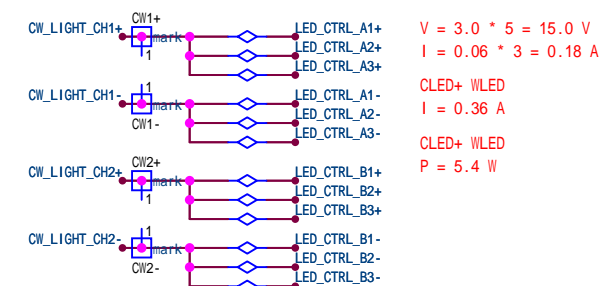 CW1+
CW_LIGHT_CH1+ mark LED_CTRL_A1+
1 LED_CTRL_A2+
LED_CTRL_A3+
V = 3.0 * 5 = 15.0 V
I = 0.06 * 3 = 0.18 A
1
CW_LIGHT_CH1- mark LED_CTRL_A1-
CW1- LED_CTRL_A2-
LED_CTRL_A3-
CLED+ WLED
I = 0.36 A
CLED+ WLED
P = 5.4 W
CW2+
CW_LIGHT_CH2+ mark LED_CTRL_B1+
1 LED_CTRL_B2+
LED_CTRL_B3+
1
CW_LIGHT_CH2- mark LED_CTRL_B1-
CW2- LED_CTRL_B2-
LED_CTRL_B3-